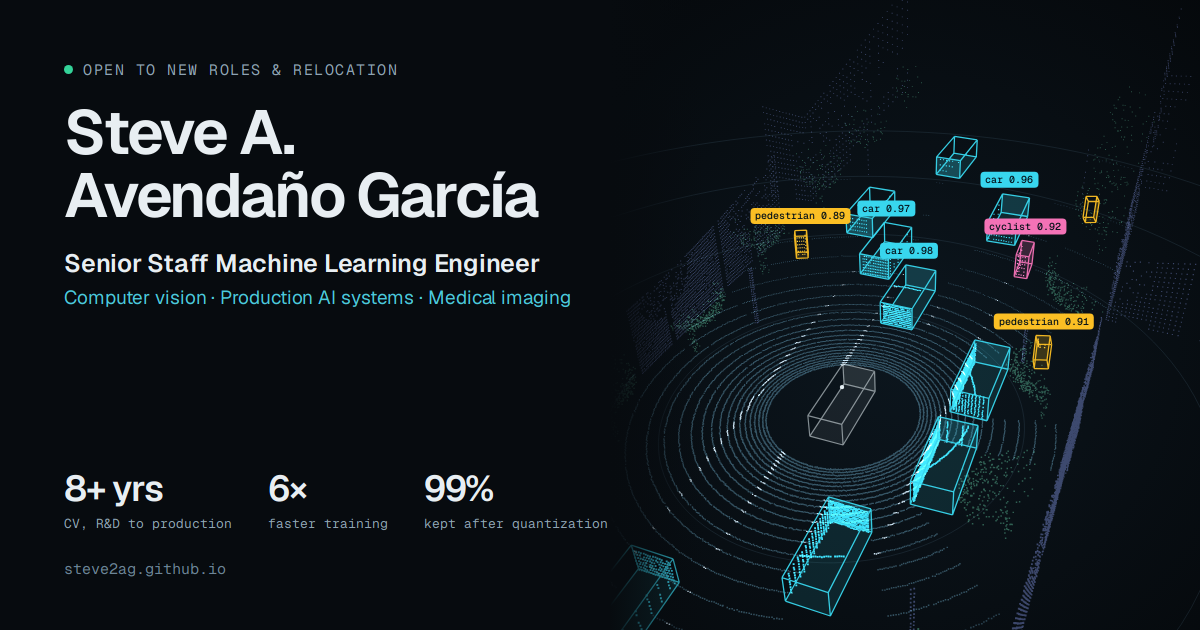 OPEN TO NEW ROLES & RELOCATION
Steve A.
Avendaño García
Senior Staff Machine Learning Engineer
Computer vision · Production AI systems · Medical imaging
8+ yrs
CV, R&D to production
6×
faster training
99%
kept after quantization
steve2ag.github.io
car 0.96
pedestrian 0.89
car 0.97
cyclist 0.92
car 0.98
pedestrian 0.91